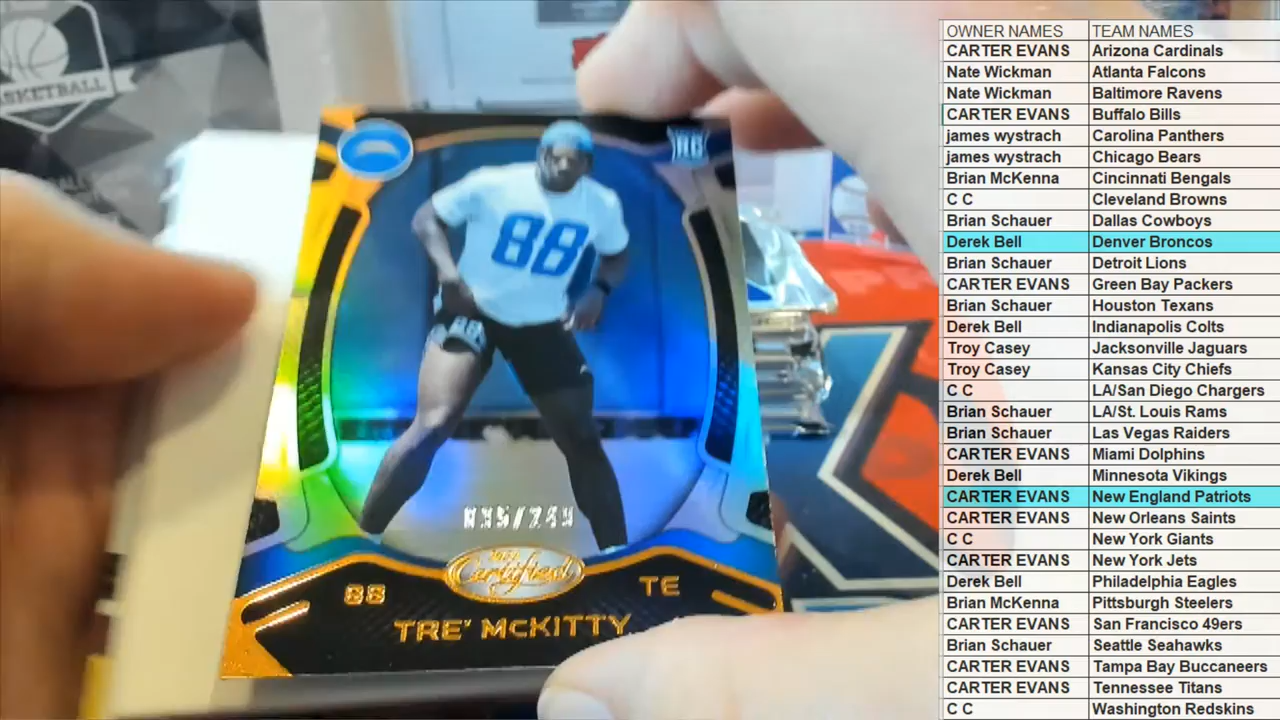 BASKETBALL
88
88
035/249
Certified
88
TE
TRE' McKITTY
OWNER NAMES TEAM NAMES
CARTER EVANS Arizona Cardinals
Nate Wickman Atlanta Falcons
Nate Wickman Baltimore Ravens
CARTER EVANS Buffalo Bills
james wystrach Carolina Panthers
james wystrach Chicago Bears
Brian McKenna Cincinnati Bengals
C C Cleveland Browns
Brian Schauer Dallas Cowboys
Derek Bell Denver Broncos
Brian Schauer Detroit Lions
CARTER EVANS Green Bay Packers
Brian Schauer Houston Texans
Derek Bell Indianapolis Colts
Troy Casey Jacksonville Jaguars
Troy Casey Kansas City Chiefs
C C LA/San Diego Chargers
Brian Schauer LA/St. Louis Rams
Brian Schauer Las Vegas Raiders
CARTER EVANS Miami Dolphins
Derek Bell Minnesota Vikings
CARTER EVANS New England Patriots
CARTER EVANS New Orleans Saints
C C New York Giants
CARTER EVANS New York Jets
Derek Bell Philadelphia Eagles
Brian McKenna Pittsburgh Steelers
CARTER EVANS San Francisco 49ers
Brian Schauer Seattle Seahawks
CARTER EVANS Tampa Bay Buccaneers
CARTER EVANS Tennessee Titans
C C Washington Redskins